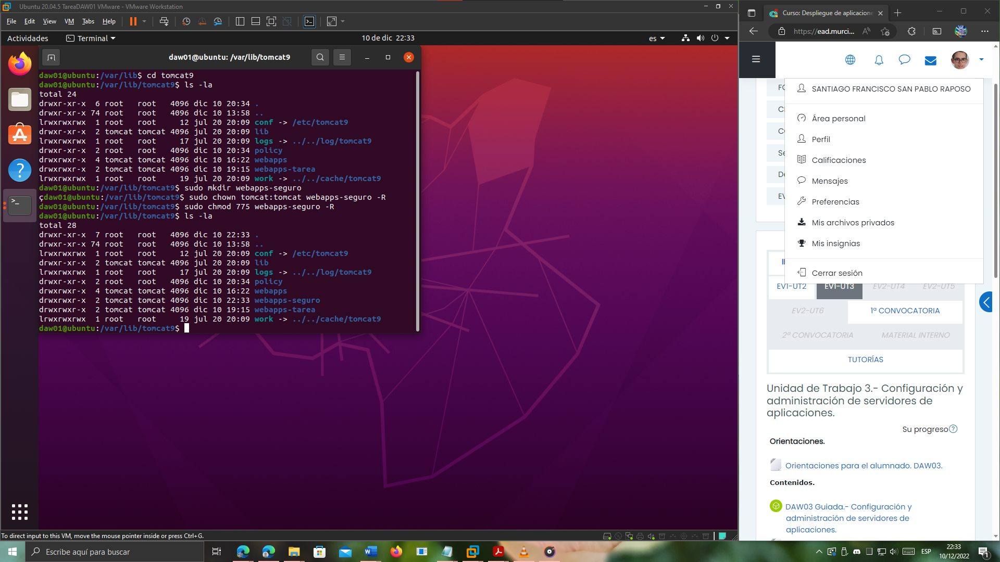 Ubuntu 20.04.5 TareaDAW01 VMware - VMware Workstation
File Edit View VM Tabs Help
Actividades Terminal 10 de dic 22:33 es
daw01@ubuntu: /var/lib/tomcat9
daw01@ubuntu:/var/lib$ cd tomcat9
daw01@ubuntu:/var/lib/tomcat9$ ls -la
total 24
drwxr-xr-x 6 root root 4096 dic 10 20:34 .
drwxr-xr-x 74 root root 4096 dic 10 13:58 ..
lrwxrwxrwx 1 root root 12 jul 20 20:09 conf -> /etc/tomcat9
drwxr-xr-x 2 tomcat tomcat 4096 jul 20 20:09 lib
lrwxrwxrwx 1 root root 17 jul 20 20:09 logs -> ../../log/tomcat9
drwxr-xr-x 2 root root 4096 dic 10 20:34 policy
drwxrwxr-x 4 tomcat tomcat 4096 dic 10 16:22 webapps
drwxrwxr-x 2 tomcat tomcat 4096 dic 10 19:15 webapps-tarea
lrwxrwxrwx 1 root root 19 jul 20 20:09 work -> ../../cache/tomcat9
daw01@ubuntu:/var/lib/tomcat9$ sudo mkdir webapps-seguro
çdaw01@ubuntu:/var/lib/tomcat9$ sudo chown tomcat:tomcat webapps-seguro -R
daw01@ubuntu:/var/lib/tomcat9$ sudo chmod 775 webapps-seguro -R
daw01@ubuntu:/var/lib/tomcat9$ ls -la
total 28
drwxr-xr-x 7 root root 4096 dic 10 22:33 .
drwxr-xr-x 74 root root 4096 dic 10 13:58 ..
lrwxrwxrwx 1 root root 12 jul 20 20:09 conf -> /etc/tomcat9
drwxr-xr-x 2 tomcat tomcat 4096 jul 20 20:09 lib
lrwxrwxrwx 1 root root 17 jul 20 20:09 logs -> ../../log/tomcat9
drwxr-xr-x 2 root root 4096 dic 10 20:34 policy
drwxrwxr-x 4 tomcat tomcat 4096 dic 10 16:22 webapps
drwxrwxr-x 2 tomcat tomcat 4096 dic 10 22:33 webapps-seguro
drwxrwxr-x 2 tomcat tomcat 4096 dic 10 19:15 webapps-tarea
lrwxrwxrwx 1 root root 19 jul 20 20:09 work -> ../../cache/tomcat9
daw01@ubuntu:/var/lib/tomcat9$
To direct input to this VM, move the mouse pointer inside or press Ctrl+G.
Curso: Despliegue de aplicacione
https://ead.murci...
SANTIAGO FRANCISCO SAN PABLO RAPOSO
Área personal
Perfil
Calificaciones
Mensajes
Preferencias
Mis archivos privados
Mis insignias
Cerrar sesión
EV1-UT2 EV1-UT3 EV2-UT4 EV2-UT5
EV2-UT6 1ª CONVOCATORIA
2ª CONVOCATORIA MATERIAL INTERNO
TUTORÍAS
Unidad de Trabajo 3.- Configuración y
administración de servidores de
aplicaciones.
Su progreso
Orientaciones.
Orientaciones para el alumnado. DAW03.
Contenidos.
DAW03 Guiada.- Configuración y
administración de servidores de
aplicaciones.
Escribe aquí para buscar
ESP
22:33
10/12/2022
1